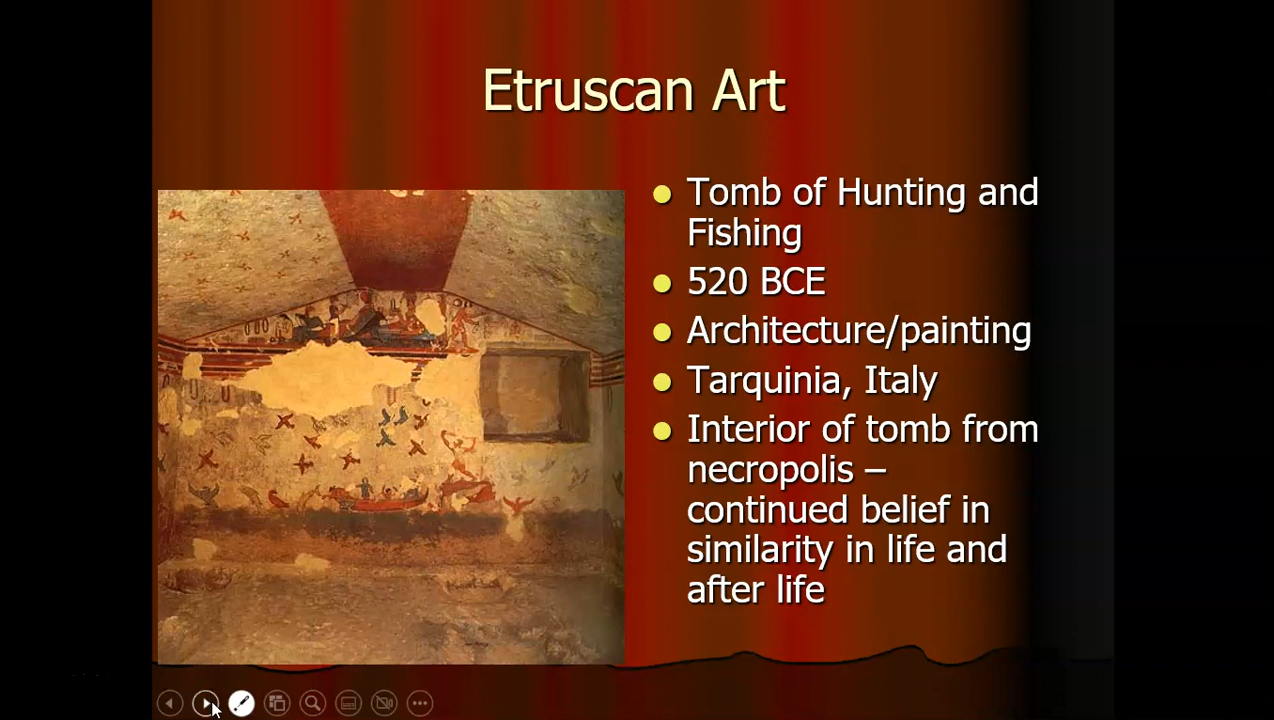 Etruscan Art
Tomb of Hunting and
Fishing
520 BCE
Architecture/painting
Tarquinia, Italy
Interior of tomb from
necropolis –
continued belief in
similarity in life and
after life